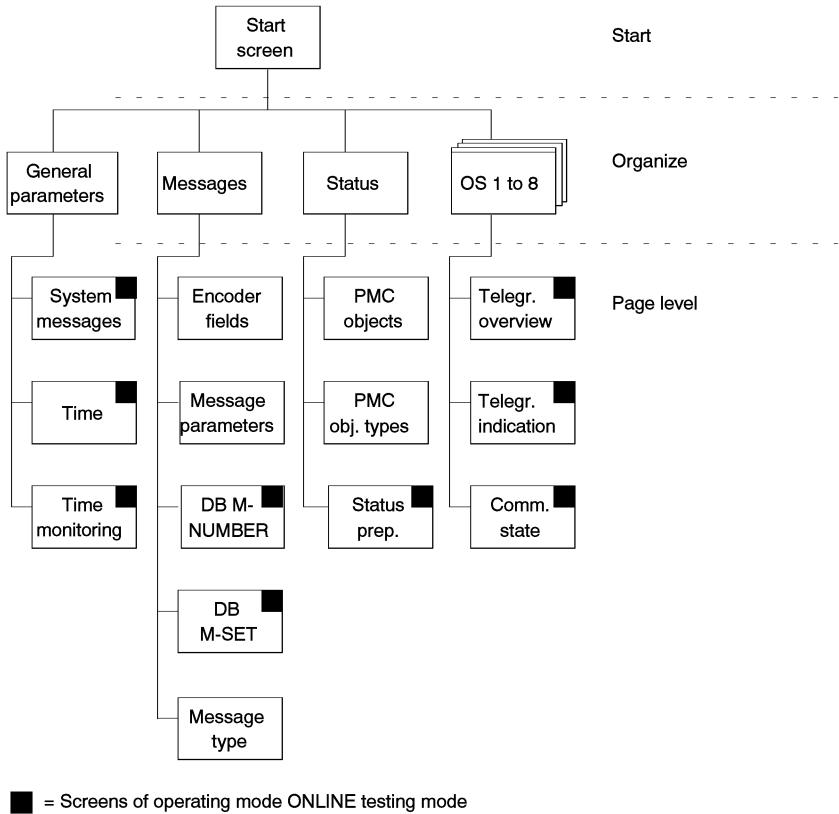 Start
screen
Start
General
parameters
Messages
Status
OS 1 to 8
Organize
System
messages
Encoder
fields
PMC
objects
Telegr.
overview
Page level
Time
Message
parameters
PMC
obj. types
Telegr.
indication
Time
monitoring
DB M-
NUMBER
Status
prep.
Comm.
state
DB
M-SET
Message
type
= Screens of operating mode ONLINE testing mode